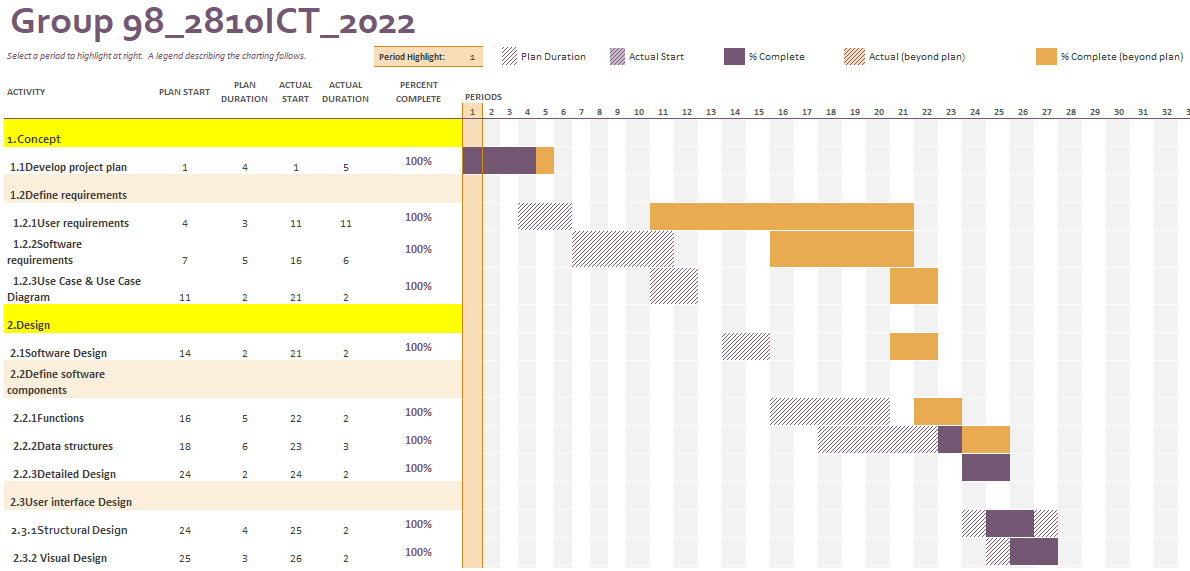 Group 98_2810ICT_2022
Select a period to highlight at right. A legend describing the charting follows.
Period Highlight: 1
Plan Duration
Actual Start
% Complete
Actual (beyond plan)
% Complete (beyond plan)
ACTIVITY PLAN START PLAN DURATION ACTUAL START ACTUAL DURATION PERCENT COMPLETE PERIODS
1 2 3 4 5 6 7 8 9 10 11 12 13 14 15 16 17 18 19 20 21 22 23 24 25 26 27 28 29 30 31 32
1.Concept
1.1Develop project plan 1 4 1 5 100%
1.2Define requirements
1.2.1User requirements 4 3 11 11 100%
1.2.2Software
requirements 7 5 16 6 100%
1.2.3Use Case & Use Case
Diagram 11 2 21 2 100%
2.Design
2.1Software Design 14 2 21 2 100%
2.2Define software
components
2.2.1Functions 16 5 22 2 100%
2.2.2Data structures 18 6 23 3 100%
2.2.3Detailed Design 24 2 24 2 100%
2.3User interface Design
2.3.1Structural Design 24 4 25 2 100%
2.3.2 Visual Design 25 3 26 2 100%